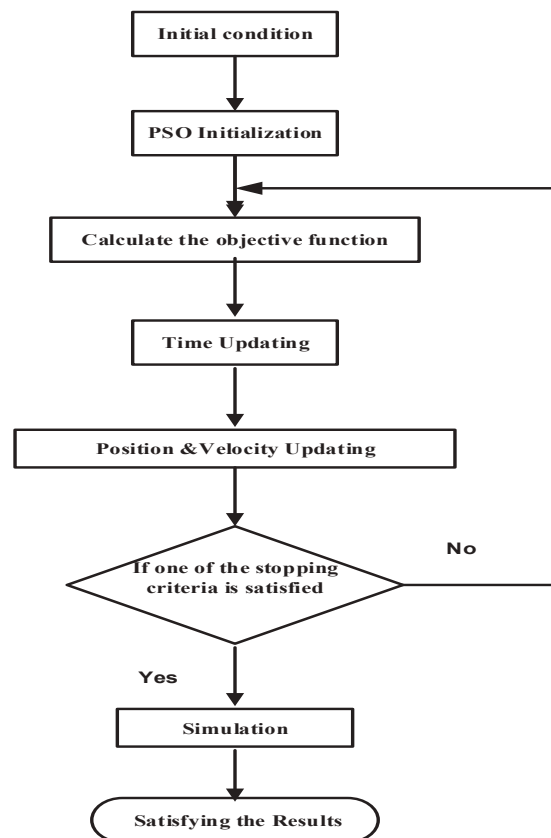 Initial condition
PSO Initialization
Calculate the objective function
Time Updating
Position &Velocity Updating
If one of the stopping
criteria is satisfied
No
Yes
Simulation
Satisfying the Results